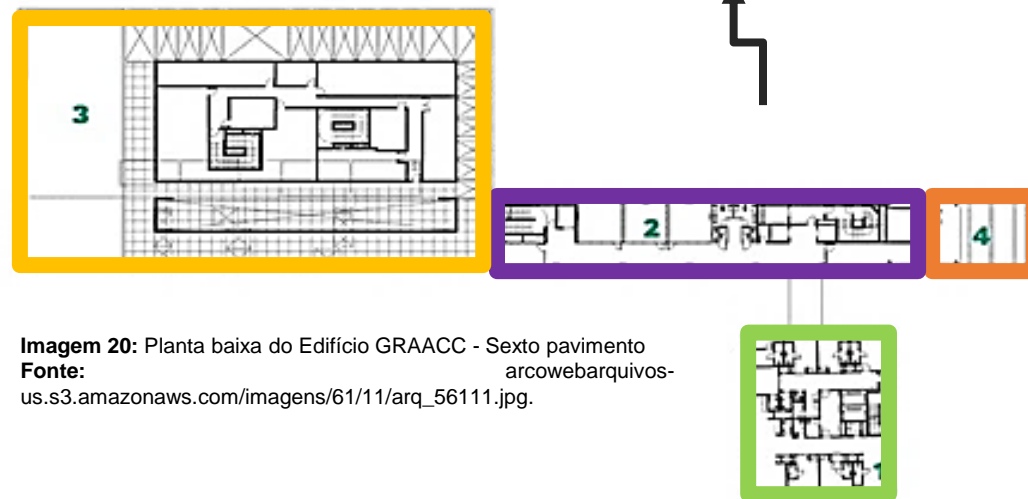 3
2
4
1
Imagem 20: Planta baixa do Edifício GRAACC - Sexto pavimento
Fonte: arcowebarquivos-
us.s3.amazonaws.com/imagens/61/11/arq_56111.jpg.